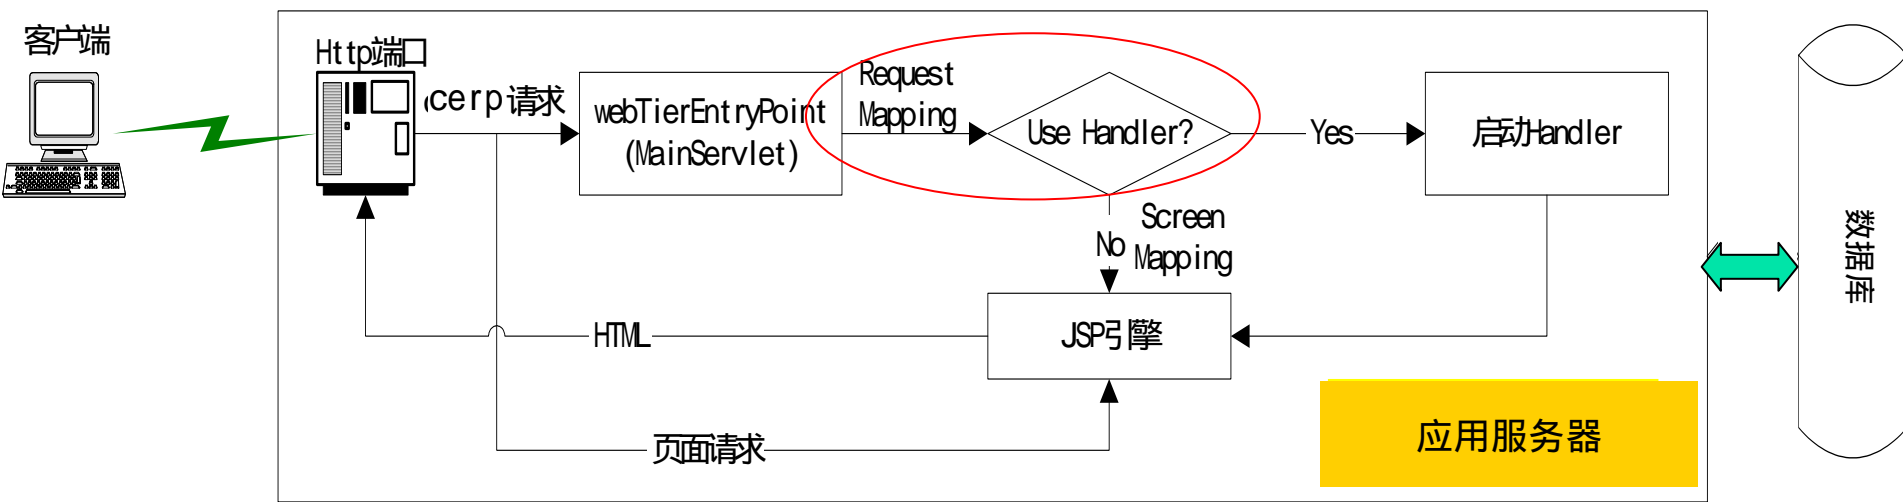 客户端
Http端口
cerp请求
webTierEntryPoint
(MainServlet)
Request
Mapping
Use Handler?
Yes
启动Handler
No
Screen
Mapping
JSP引擎
HTML
页面请求
应用服务器
数据库